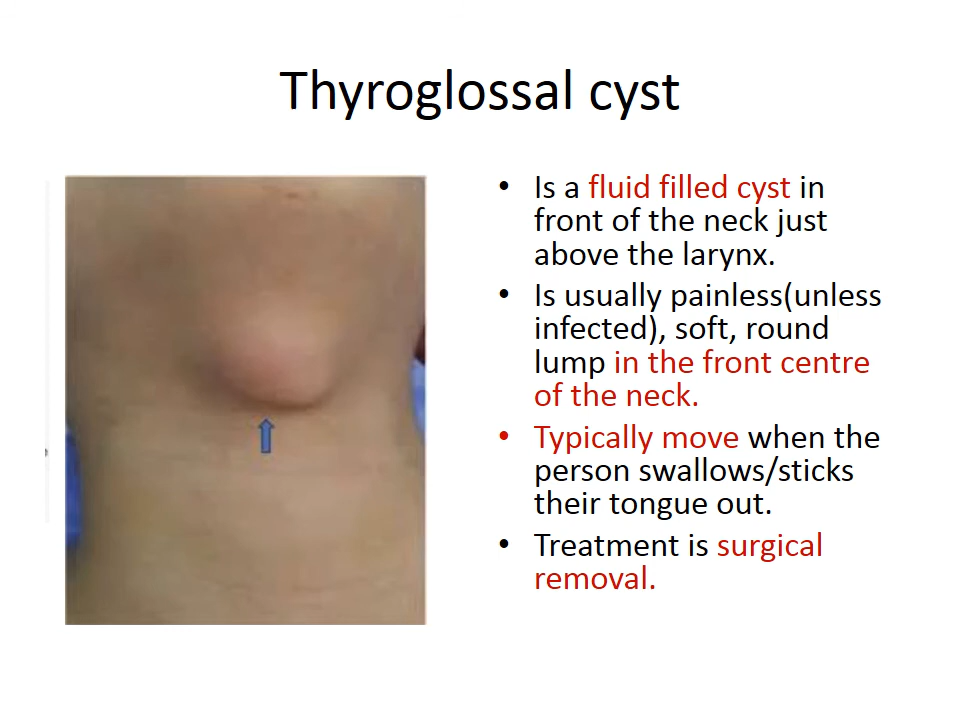 Thyroglossal cyst
• Is a fluid filled cyst in
front of the neck just
above the larynx.
• Is usually painless(unless
infected), soft, round
lump in the front centre
of the neck.
• Typically move when the
person swallows/sticks
their tongue out.
• Treatment is surgical
removal.